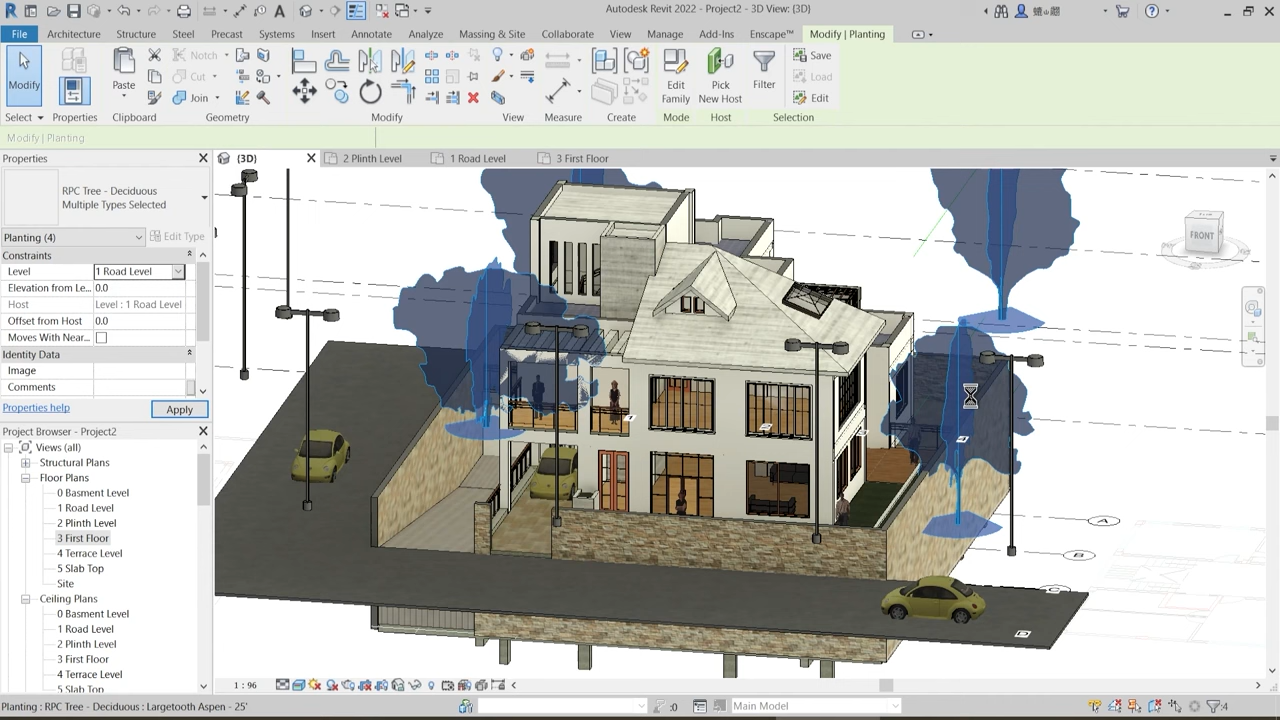 Autodesk Revit 2022 - Project2 - 3D View: {3D}
File Architecture Structure Steel Precast Systems Insert Annotate Analyze Massing & Site Collaborate View Manage Add-Ins Enscape™ Modify | Planting
Modify Paste Notch Cut Join Edit Family Pick New Host Filter Save Load Edit
Select Properties Clipboard Geometry Modify View Measure Create Mode Host Selection
Modify | Planting
Properties
{3D} 2 Plinth Level 1 Road Level 3 First Floor
RPC Tree - Deciduous
Multiple Types Selected
Planting (4) Edit Type
Constraints
Level 1 Road Level
Elevation from Le... 0.0
Host Level : 1 Road Level
Offset from Host 0.0
Moves With Near...
Identity Data
Image
Comments
Properties help Apply
Project Browser - Project2
Views (all)
Structural Plans
Floor Plans
0 Basment Level
1 Road Level
2 Plinth Level
3 First Floor
4 Terrace Level
5 Slab Top
Site
Ceiling Plans
0 Basment Level
1 Road Level
2 Plinth Level
3 First Floor
4 Terrace Level
5 Slab Top
FRONT
A
B
C
D
1 : 96
Planting : RPC Tree - Deciduous : Largetooth Aspen - 25' :0 Main Model :4